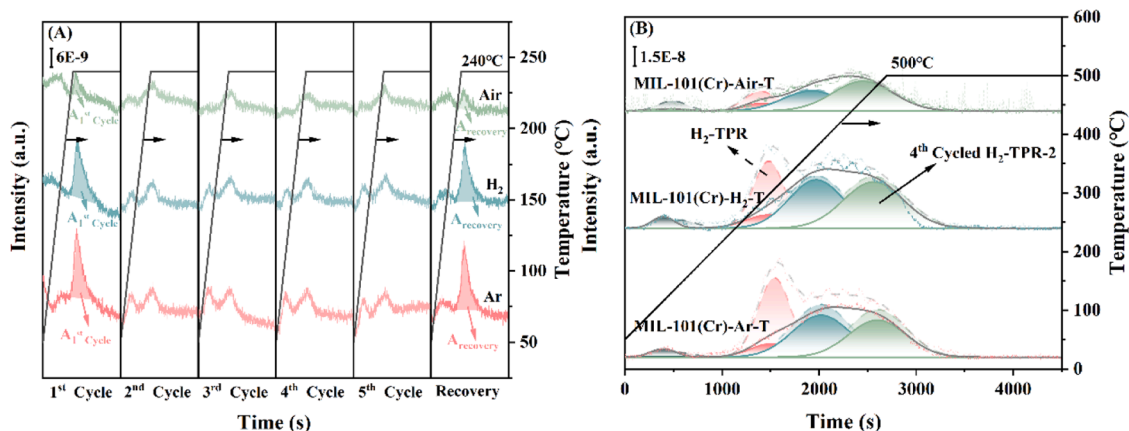 (A)
6E-9
240℃
Air
A1st Cycle
Arecovery
H2
A1st Cycle
Arecovery
Ar
A1st Cycle
Arecovery
Intensity (a.u.)
250
200
150
100
50
Temperature (℃)
1st Cycle 2nd Cycle 3rd Cycle 4th Cycle 5th Cycle Recovery
Time (s)
(B)
1.5E-8
500℃
MIL-101(Cr)-Air-T
H2-TPR
4th Cycled H2-TPR-2
MIL-101(Cr)-H2-T
MIL-101(Cr)-Ar-T
Intensity (a.u.)
600
500
400
300
200
100
0
Temperature (℃)
0 1000 2000 3000 4000
Time (s)